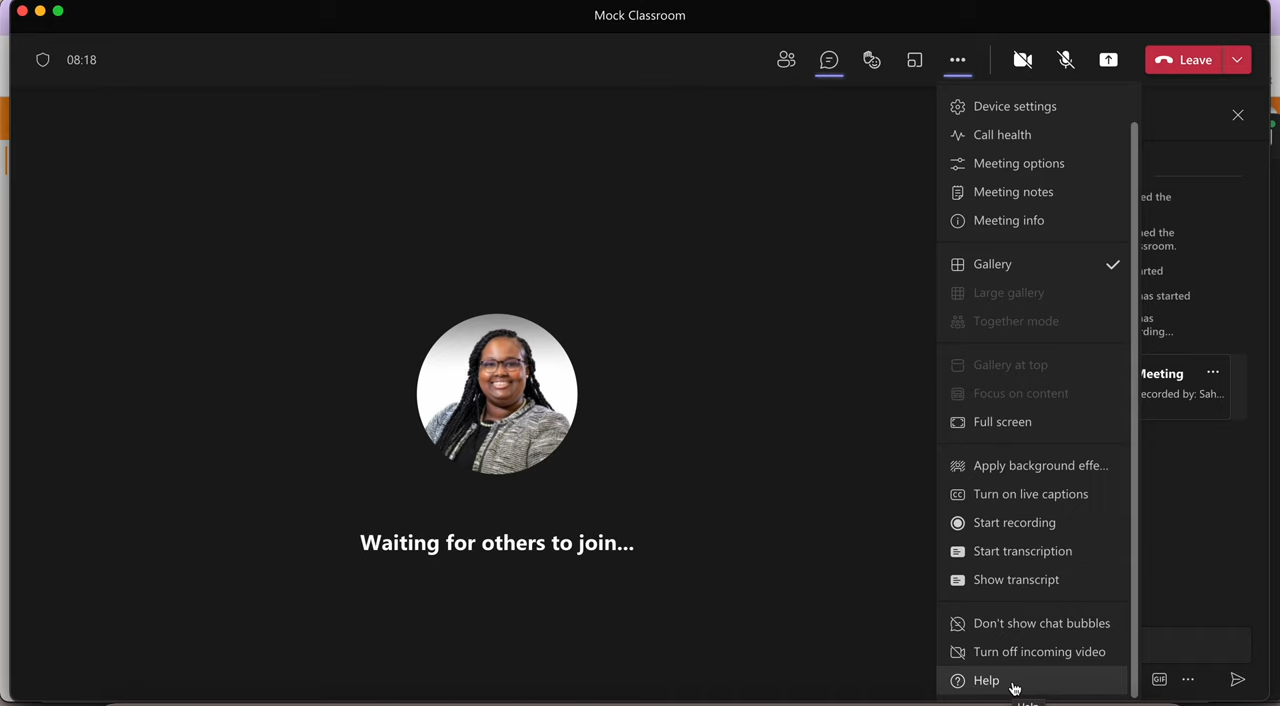 Mock Classroom
08:18
Leave
Device settings
Call health
Meeting options
Meeting notes
Meeting info
Gallery
Large gallery
Together mode
Gallery at top
Focus on content
Full screen
Apply background effe...
Turn on live captions
Start recording
Start transcription
Show transcript
Don't show chat bubbles
Turn off incoming video
Help
ed the
ed the
sroom.
rted
has started
as
ding...
Meeting
ecorded by: Sah...
Waiting for others to join...
GIF